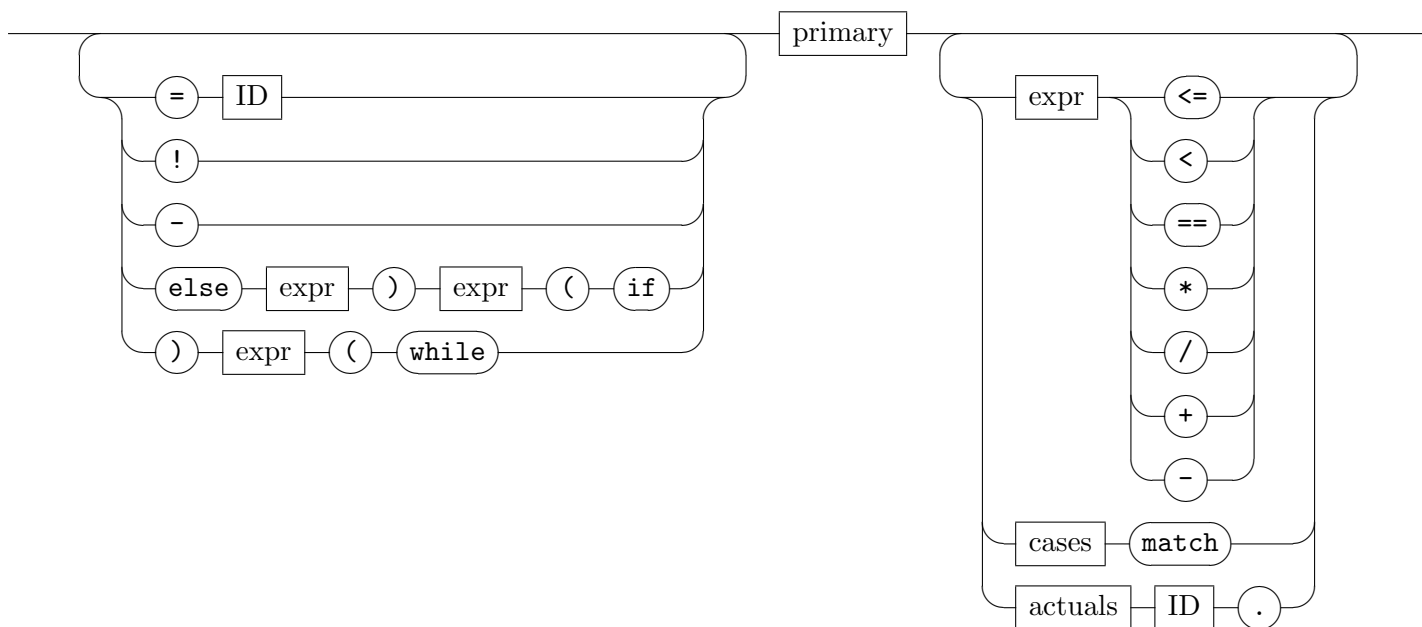 primary
= ID expr <=
! <
- ==
else expr ) expr ( if *
) expr ( while /
+
-
cases match
actuals ID .